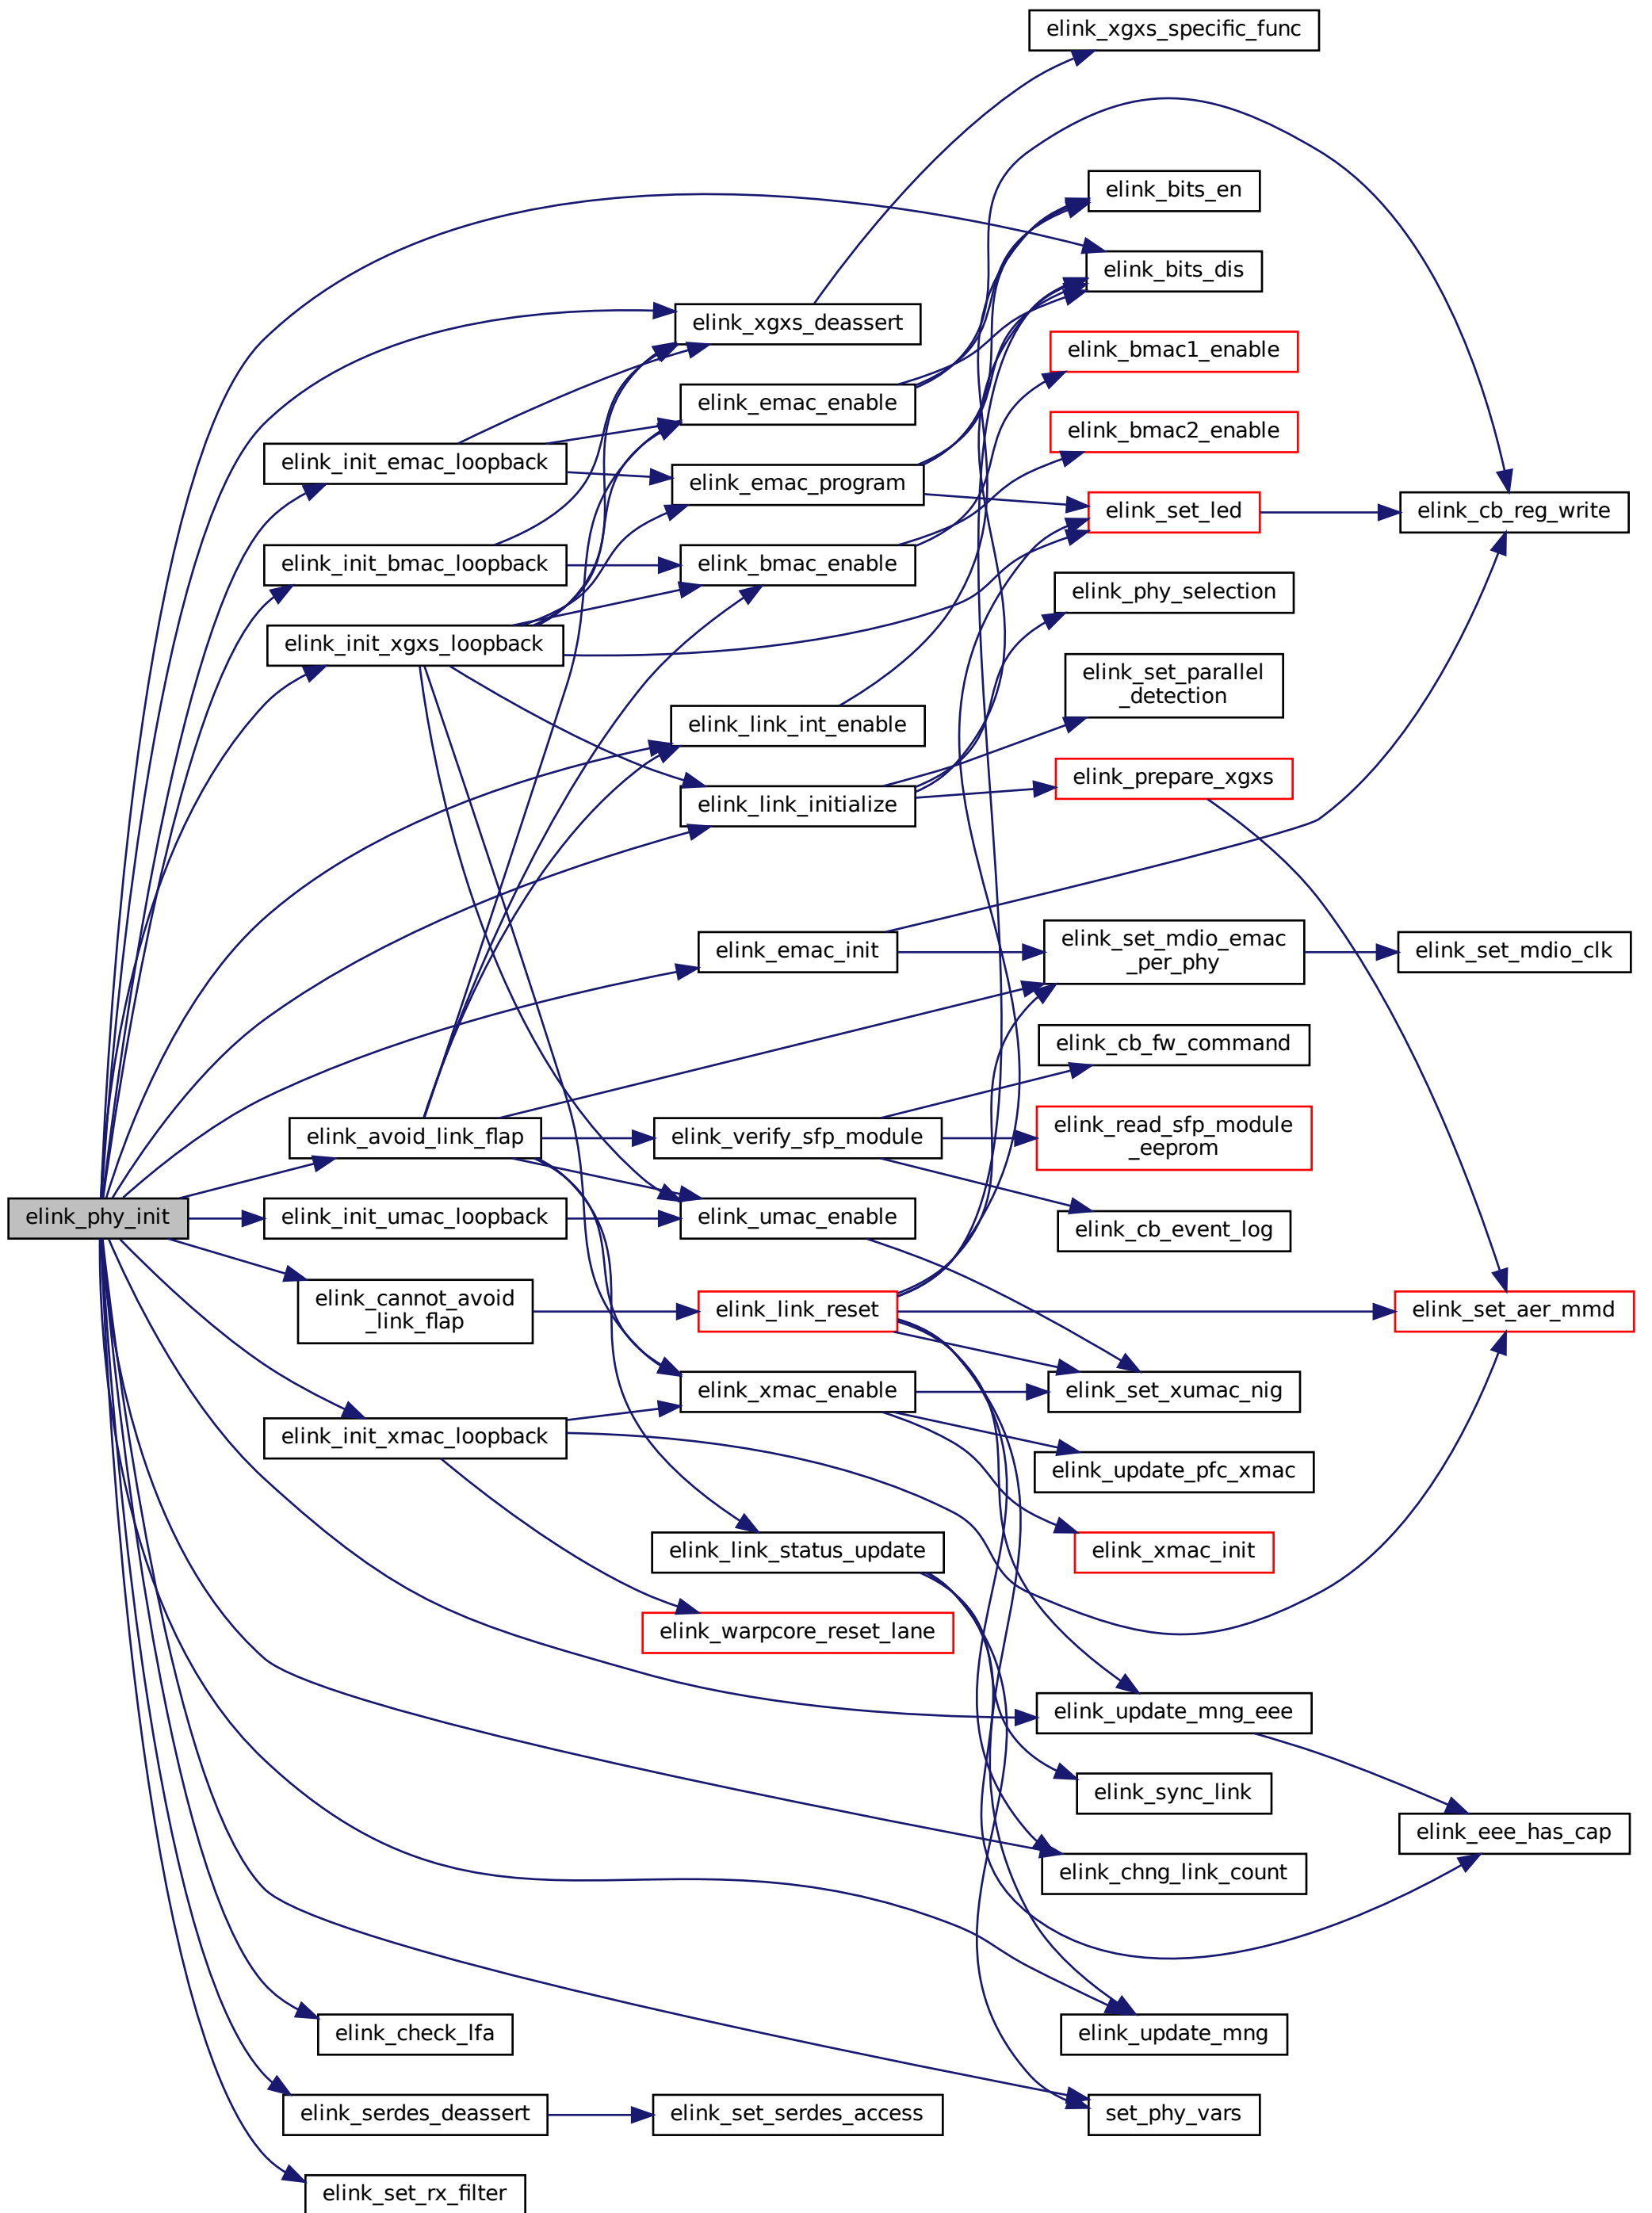 elink_xgxs_specific_func
elink_bits_en
elink_bits_dis
elink_xgxs_deassert
elink_bmac1_enable
elink_emac_enable
elink_bmac2_enable
elink_init_emac_loopback
elink_emac_program
elink_set_led
elink_cb_reg_write
elink_init_bmac_loopback
elink_bmac_enable
elink_phy_selection
elink_init_xgxs_loopback
elink_set_parallel
_detection
elink_link_int_enable
elink_prepare_xgxs
elink_link_initialize
elink_emac_init
elink_set_mdio_emac
_per_phy
elink_set_mdio_clk
elink_cb_fw_command
elink_avoid_link_flap
elink_verify_sfp_module
elink_read_sfp_module
_eeprom
elink_phy_init
elink_init_umac_loopback
elink_umac_enable
elink_cb_event_log
elink_cannot_avoid
_link_flap
elink_link_reset
elink_set_aer_mmd
elink_xmac_enable
elink_set_xumac_nig
elink_init_xmac_loopback
elink_update_pfc_xmac
elink_link_status_update
elink_xmac_init
elink_warpcore_reset_lane
elink_update_mng_eee
elink_sync_link
elink_eee_has_cap
elink_chng_link_count
elink_check_lfa
elink_update_mng
elink_serdes_deassert
elink_set_serdes_access
set_phy_vars
elink_set_rx_filter